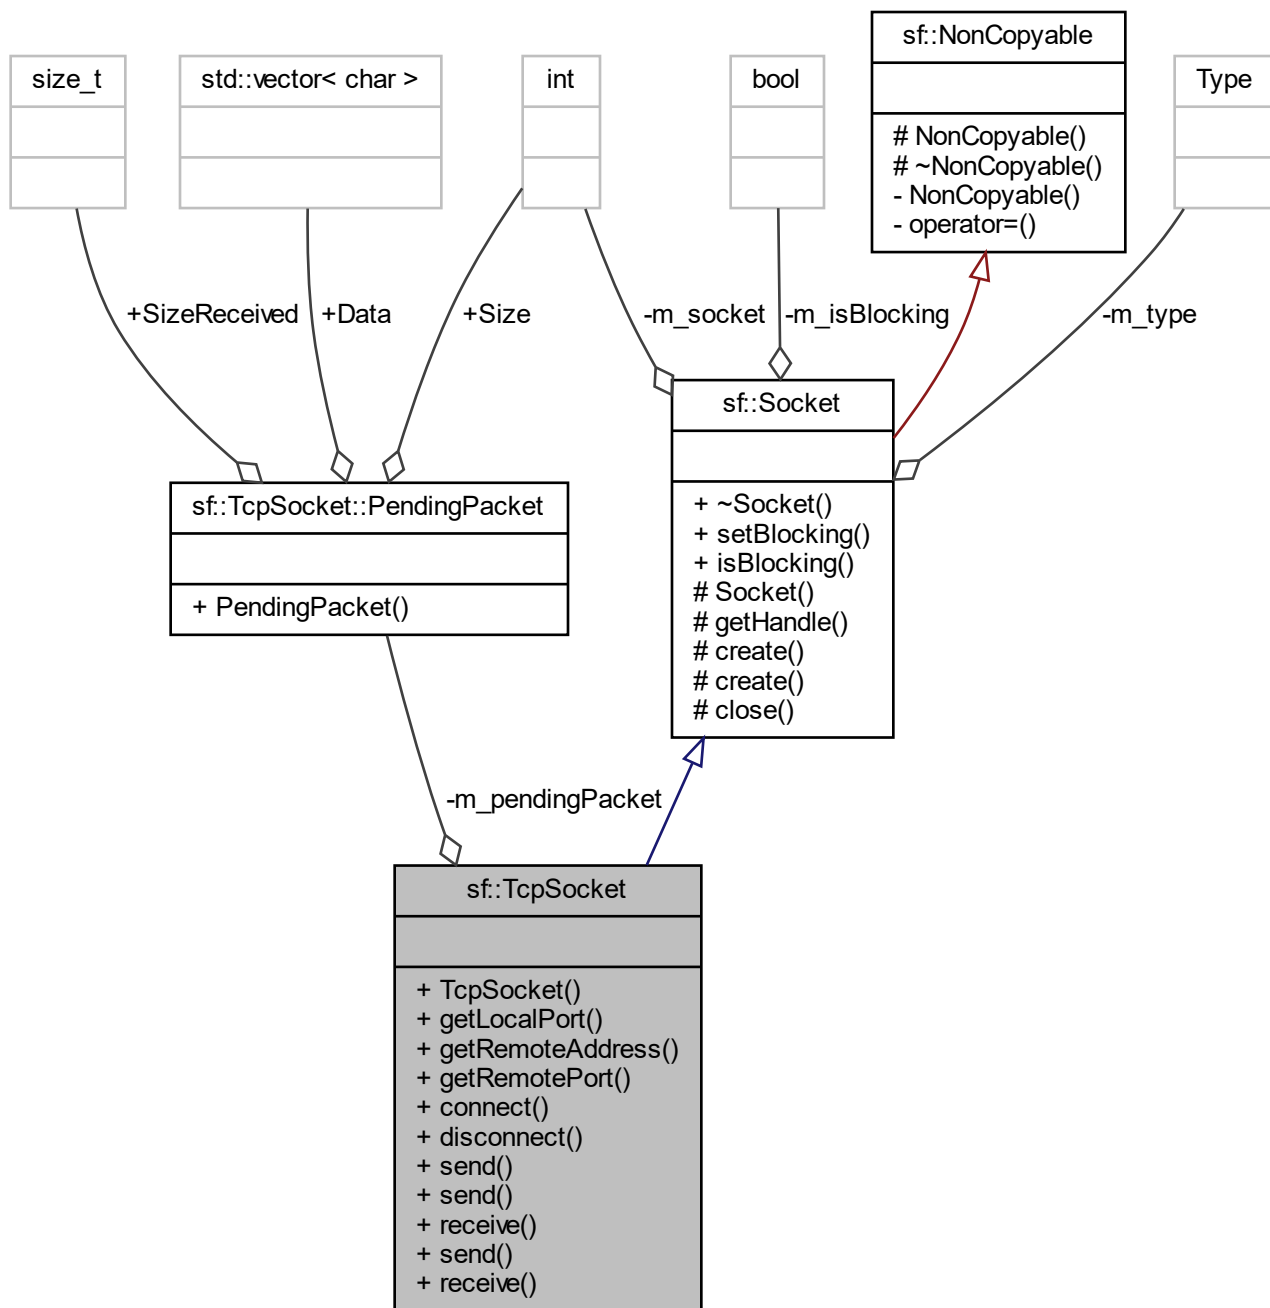 sf::NonCopyable
# NonCopyable()
# ~NonCopyable()
- NonCopyable()
- operator=()
size_t
std::vector< char >
int
bool
Type
+SizeReceived
+Data
+Size
-m_socket
-m_isBlocking
-m_type
sf::Socket
+ ~Socket()
+ setBlocking()
+ isBlocking()
# Socket()
# getHandle()
# create()
# create()
# close()
sf::TcpSocket::PendingPacket
+ PendingPacket()
-m_pendingPacket
sf::TcpSocket
+ TcpSocket()
+ getLocalPort()
+ getRemoteAddress()
+ getRemotePort()
+ connect()
+ disconnect()
+ send()
+ send()
+ receive()
+ send()
+ receive()